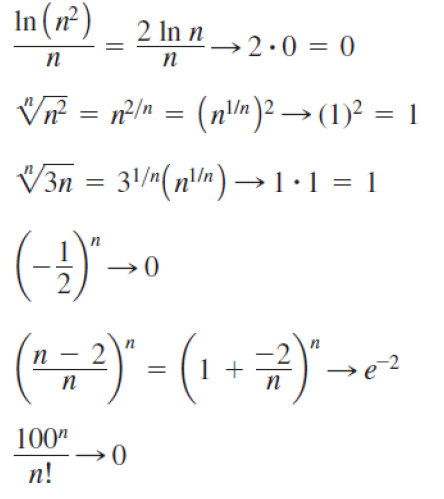 ln(n²)/n = 2 ln n/n → 2 · 0 = 0
ⁿ√n² = n^{2/n} = (n^{1/n})² → (1)² = 1
ⁿ√3n = 3^{1/n}(n^{1/n}) → 1 · 1 = 1
(−1/2)ⁿ → 0
((n − 2)/n)ⁿ = (1 + −2/n)ⁿ → e^{−2}
100ⁿ/n! → 0